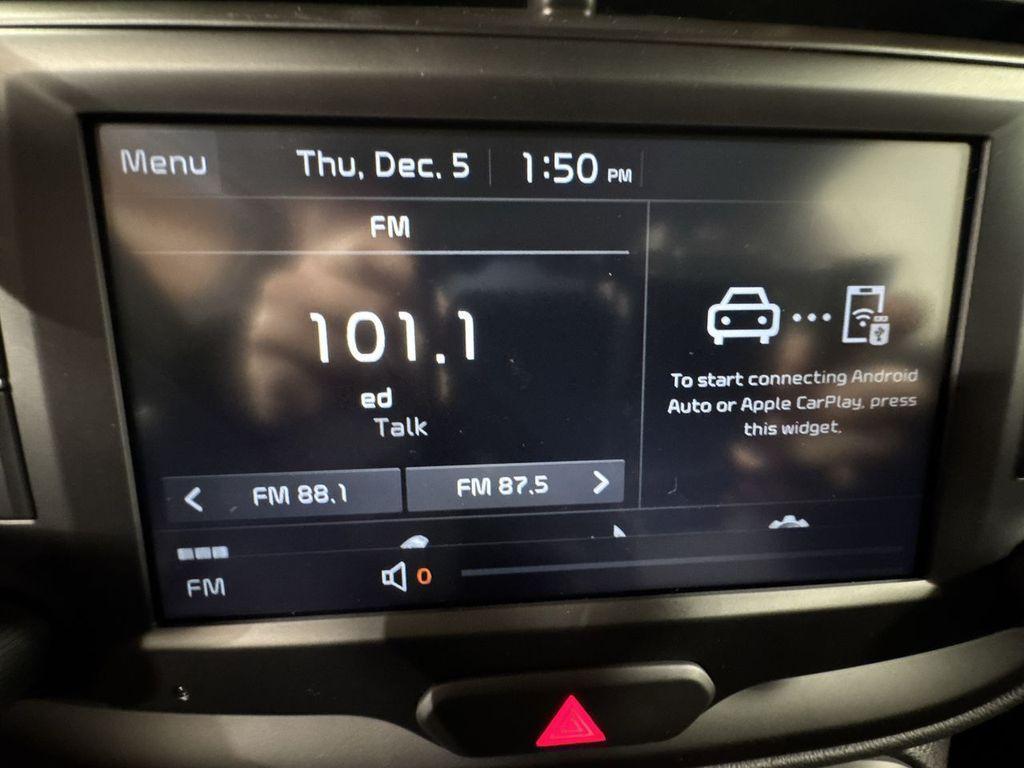 Menu
Thu, Dec. 5
1:50 PM
FM
101.1
ed
Talk
FM 88.1
FM 87.5
To start connecting Android
Auto or Apple CarPlay, press
this widget.
FM
0